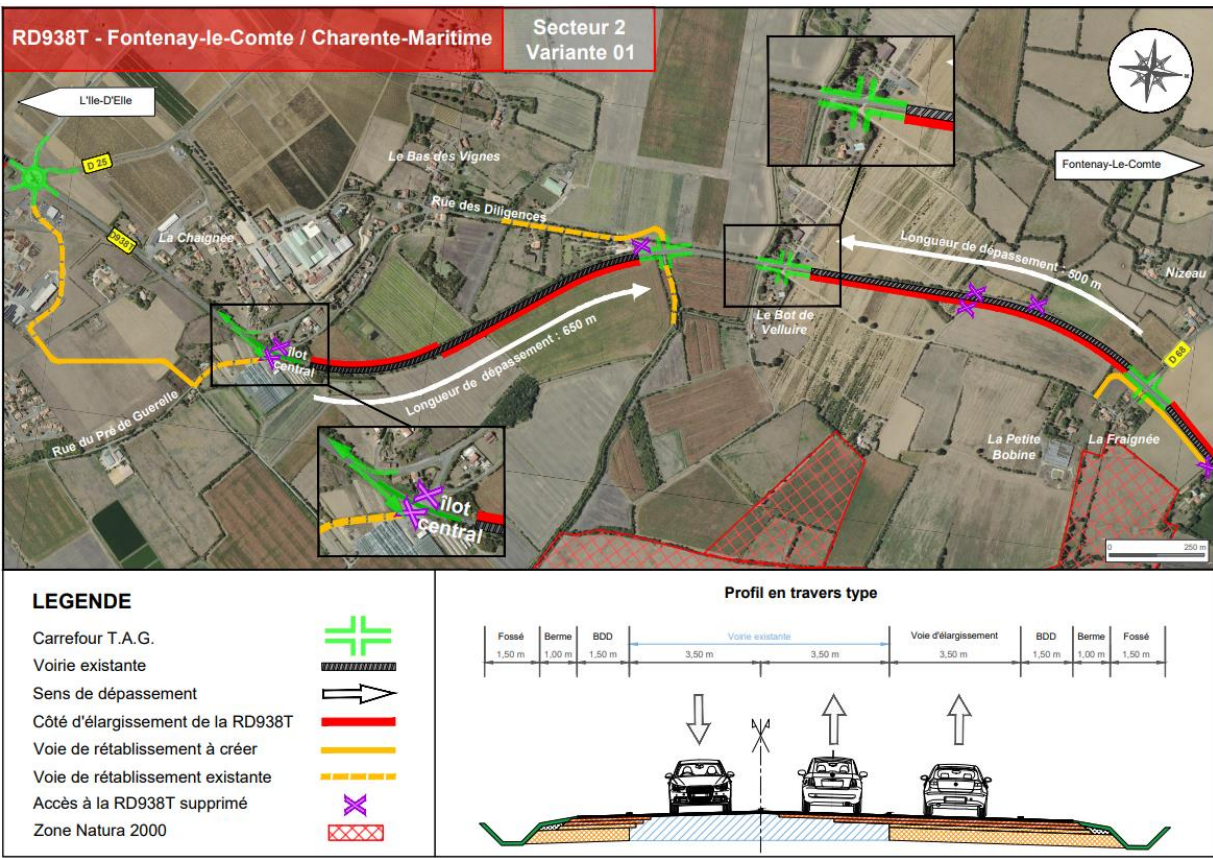 RD938T - Fontenay-le-Comte / Charente-Maritime
Secteur 2
Variante 01
L'Ile-D'Elle
D 25
Le Bas des Vignes
Fontenay-Le-Comte
Rue des Diligences
RD938T
La Chaignée
Longueur de dépassement : 500 m
Nizeau
Le Bot de
Velluire
îlot
central
Longueur de dépassement : 650 m
D 68
Rue du Pré de Guerelle
La Petite
Bobine
La Fraignée
îlot
central
0
250 m
LEGENDE
Carrefour T.A.G.
Voirie existante
Sens de dépassement
Côté d'élargissement de la RD938T
Voie de rétablissement à créer
Voie de rétablissement existante
Accès à la RD938T supprimé
Zone Natura 2000
Profil en travers type
Fossé Berme BDD Voirie existante Voie d'élargissement BDD Berme Fossé
1,50 m 1,00 m 1,50 m 3,50 m 3,50 m 3,50 m 1,50 m 1,00 m 1,50 m